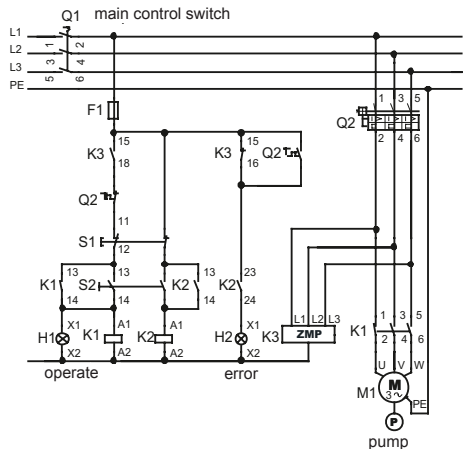 Q1 main control switch
L1
L2 1 2
L3 3 4
PE 5 6
1 3 5
F1
Q2
2 4 6
15 15
K3 K3 Q2
18 16
Q2
11
S1
12
13 13 13 23
K1 S2 K2 K2
14 14 14 24
L1 L2 L3
1 3 5
X1 A1 A1 X1
H1 K1 K2 H2 K3 ZMP K1
X2 A2 A2 X2
2 4 6
operate error
U V W
M1 M 3~ PE
P
pump